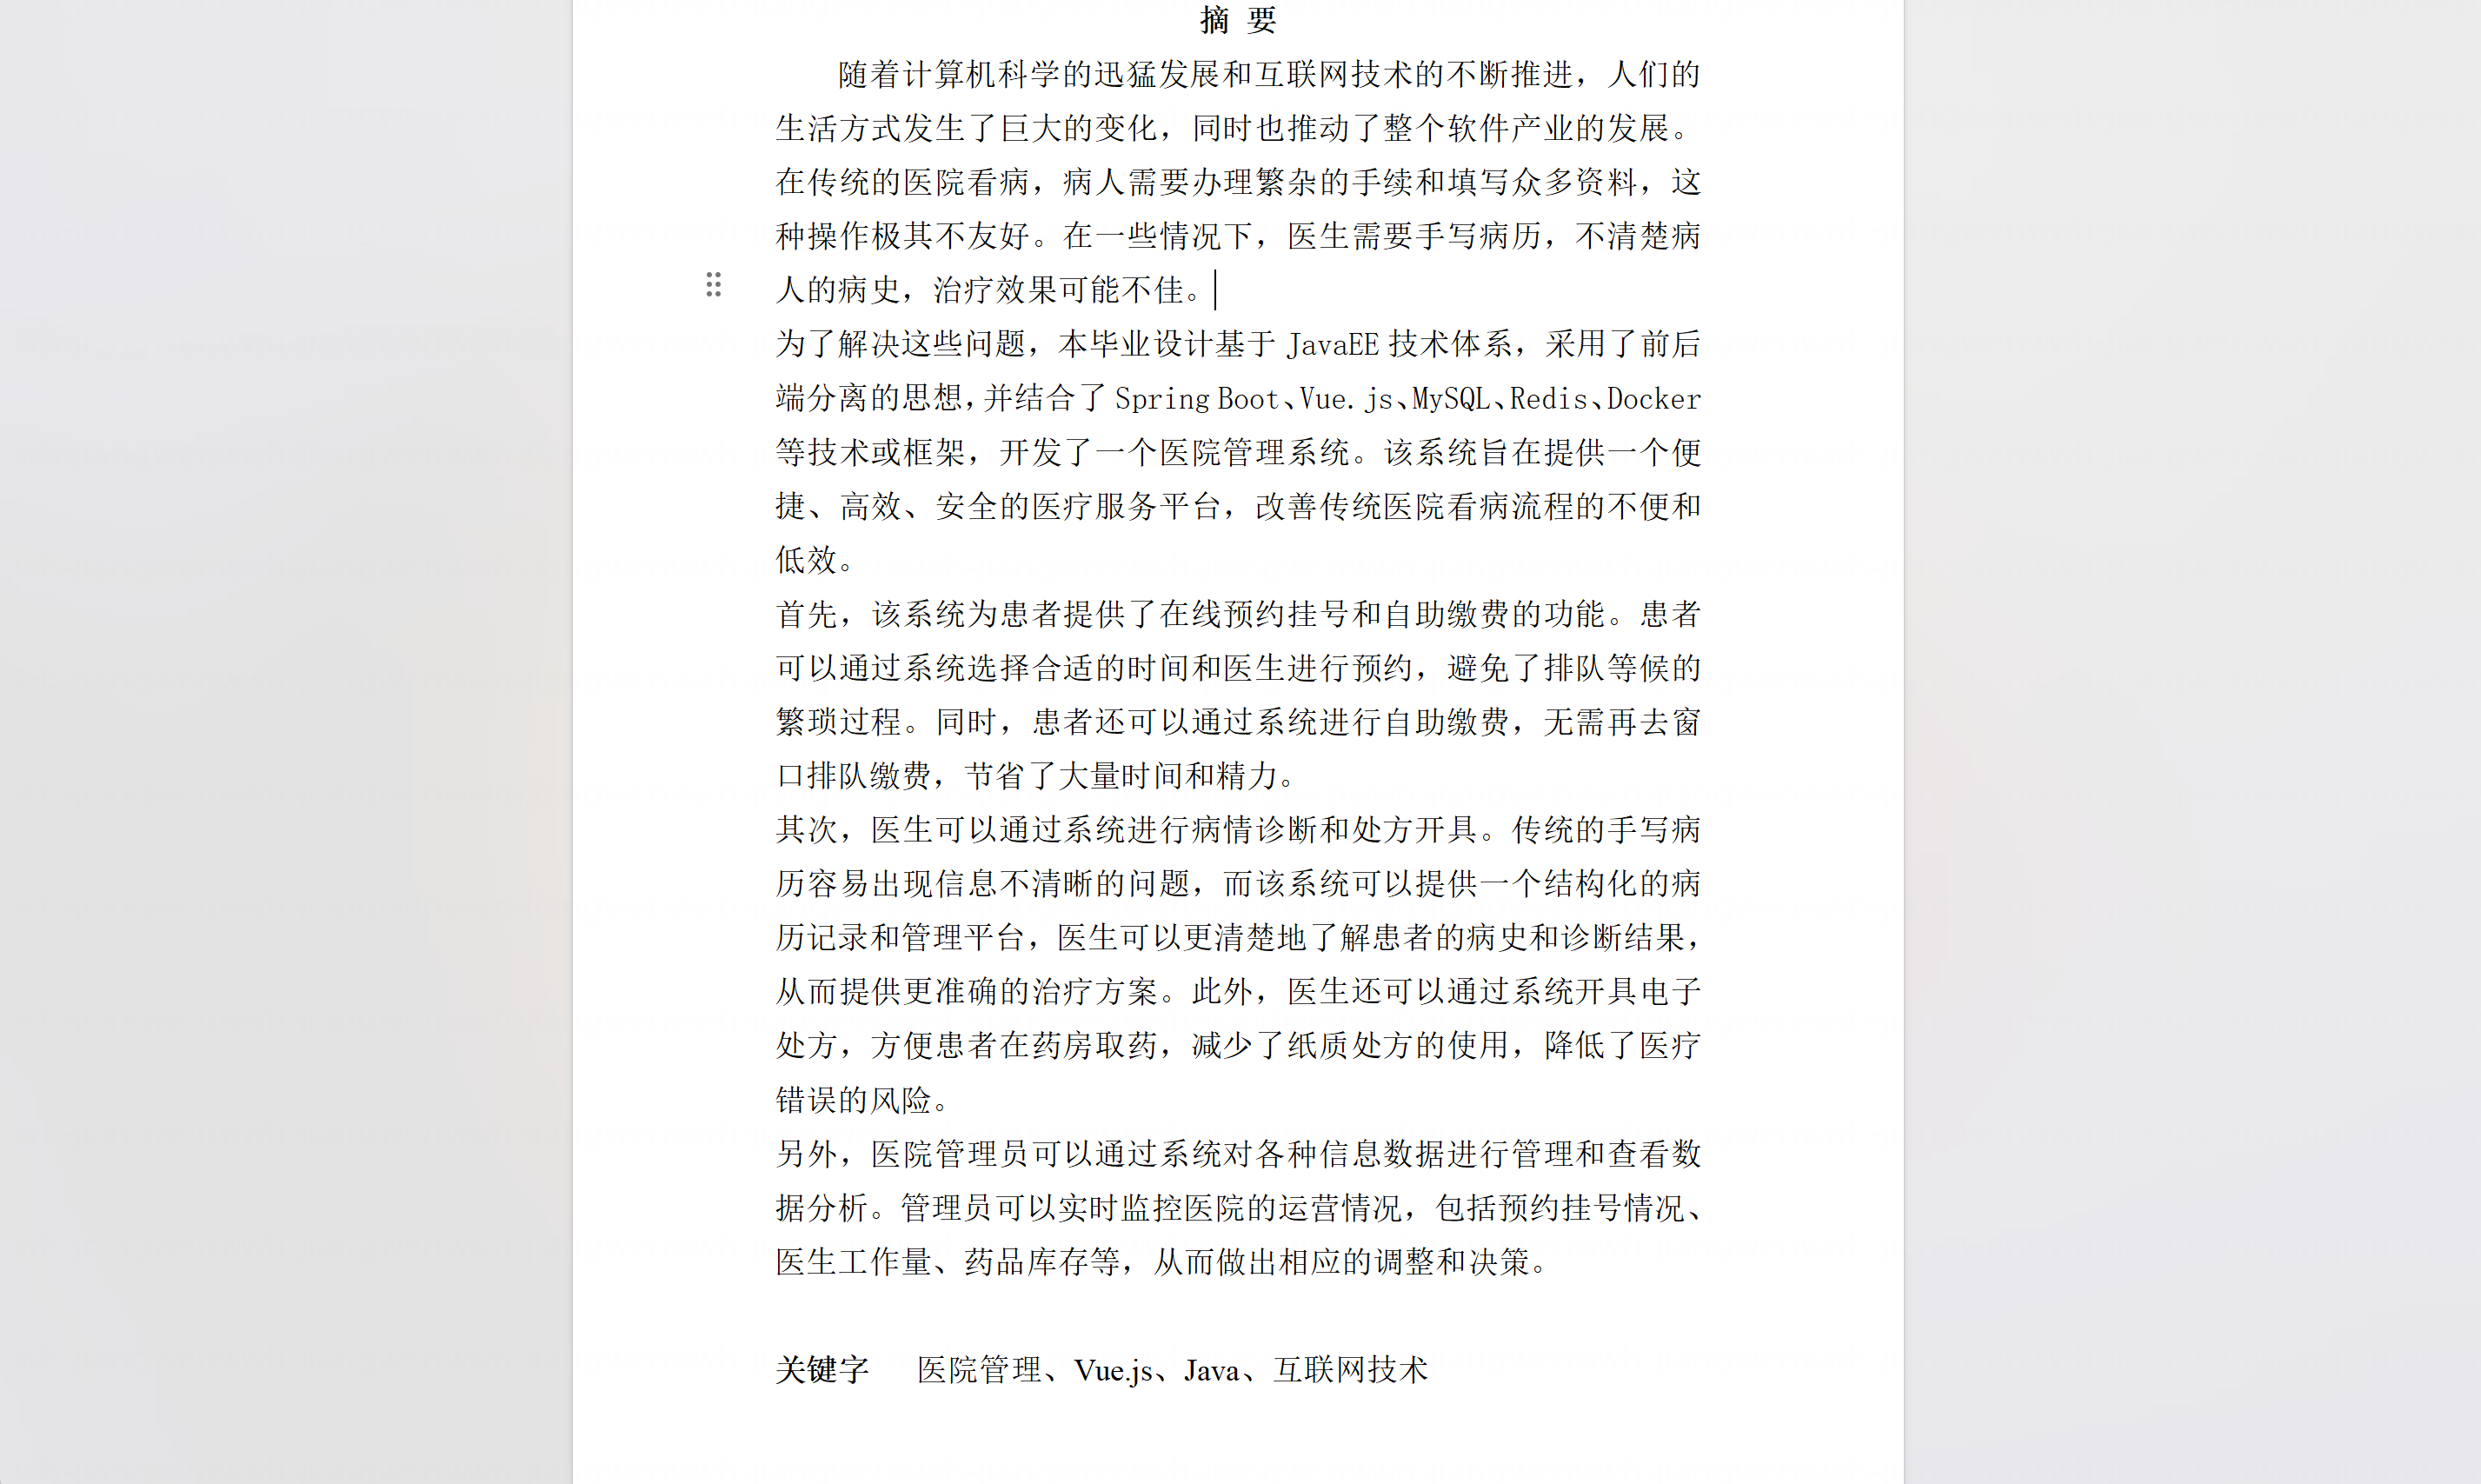 摘 要
随着计算机科学的迅猛发展和互联网技术的不断推进，人们的
生活方式发生了巨大的变化，同时也推动了整个软件产业的发展。
在传统的医院看病，病人需要办理繁杂的手续和填写众多资料，这
种操作极其不友好。在一些情况下，医生需要手写病历，不清楚病
人的病史，治疗效果可能不佳。
为了解决这些问题，本毕业设计基于 JavaEE 技术体系，采用了前后
端分离的思想，并结合了 Spring Boot、Vue.js、MySQL、Redis、Docker
等技术或框架，开发了一个医院管理系统。该系统旨在提供一个便
捷、高效、安全的医疗服务平台，改善传统医院看病流程的不便和
低效。
首先，该系统为患者提供了在线预约挂号和自助缴费的功能。患者
可以通过系统选择合适的时间和医生进行预约，避免了排队等候的
繁琐过程。同时，患者还可以通过系统进行自助缴费，无需再去窗
口排队缴费，节省了大量时间和精力。
其次，医生可以通过系统进行病情诊断和处方开具。传统的手写病
历容易出现信息不清晰的问题，而该系统可以提供一个结构化的病
历记录和管理平台，医生可以更清楚地了解患者的病史和诊断结果，
从而提供更准确的治疗方案。此外，医生还可以通过系统开具电子
处方，方便患者在药房取药，减少了纸质处方的使用，降低了医疗
错误的风险。
另外，医院管理员可以通过系统对各种信息数据进行管理和查看数
据分析。管理员可以实时监控医院的运营情况，包括预约挂号情况、
医生工作量、药品库存等，从而做出相应的调整和决策。
关键字 医院管理、Vue.js、Java、互联网技术